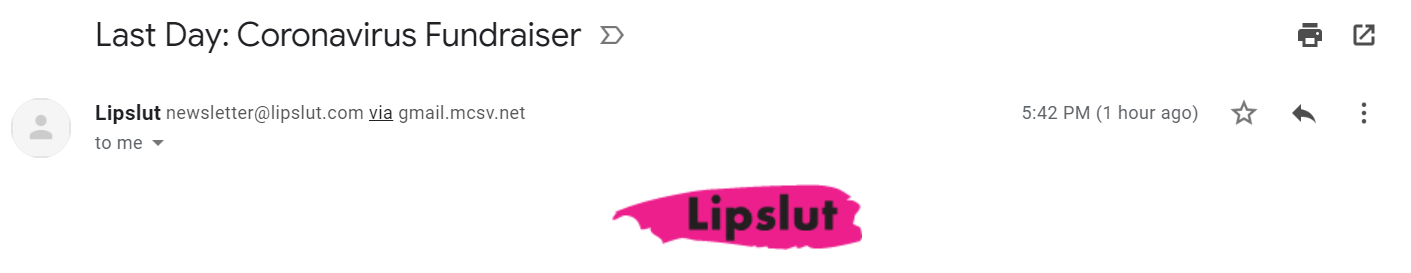 Last Day: Coronavirus Fundraiser
Lipslut newsletter@lipslut.com via gmail.mcsv.net 5:42 PM (1 hour ago)
to me
Lipslut